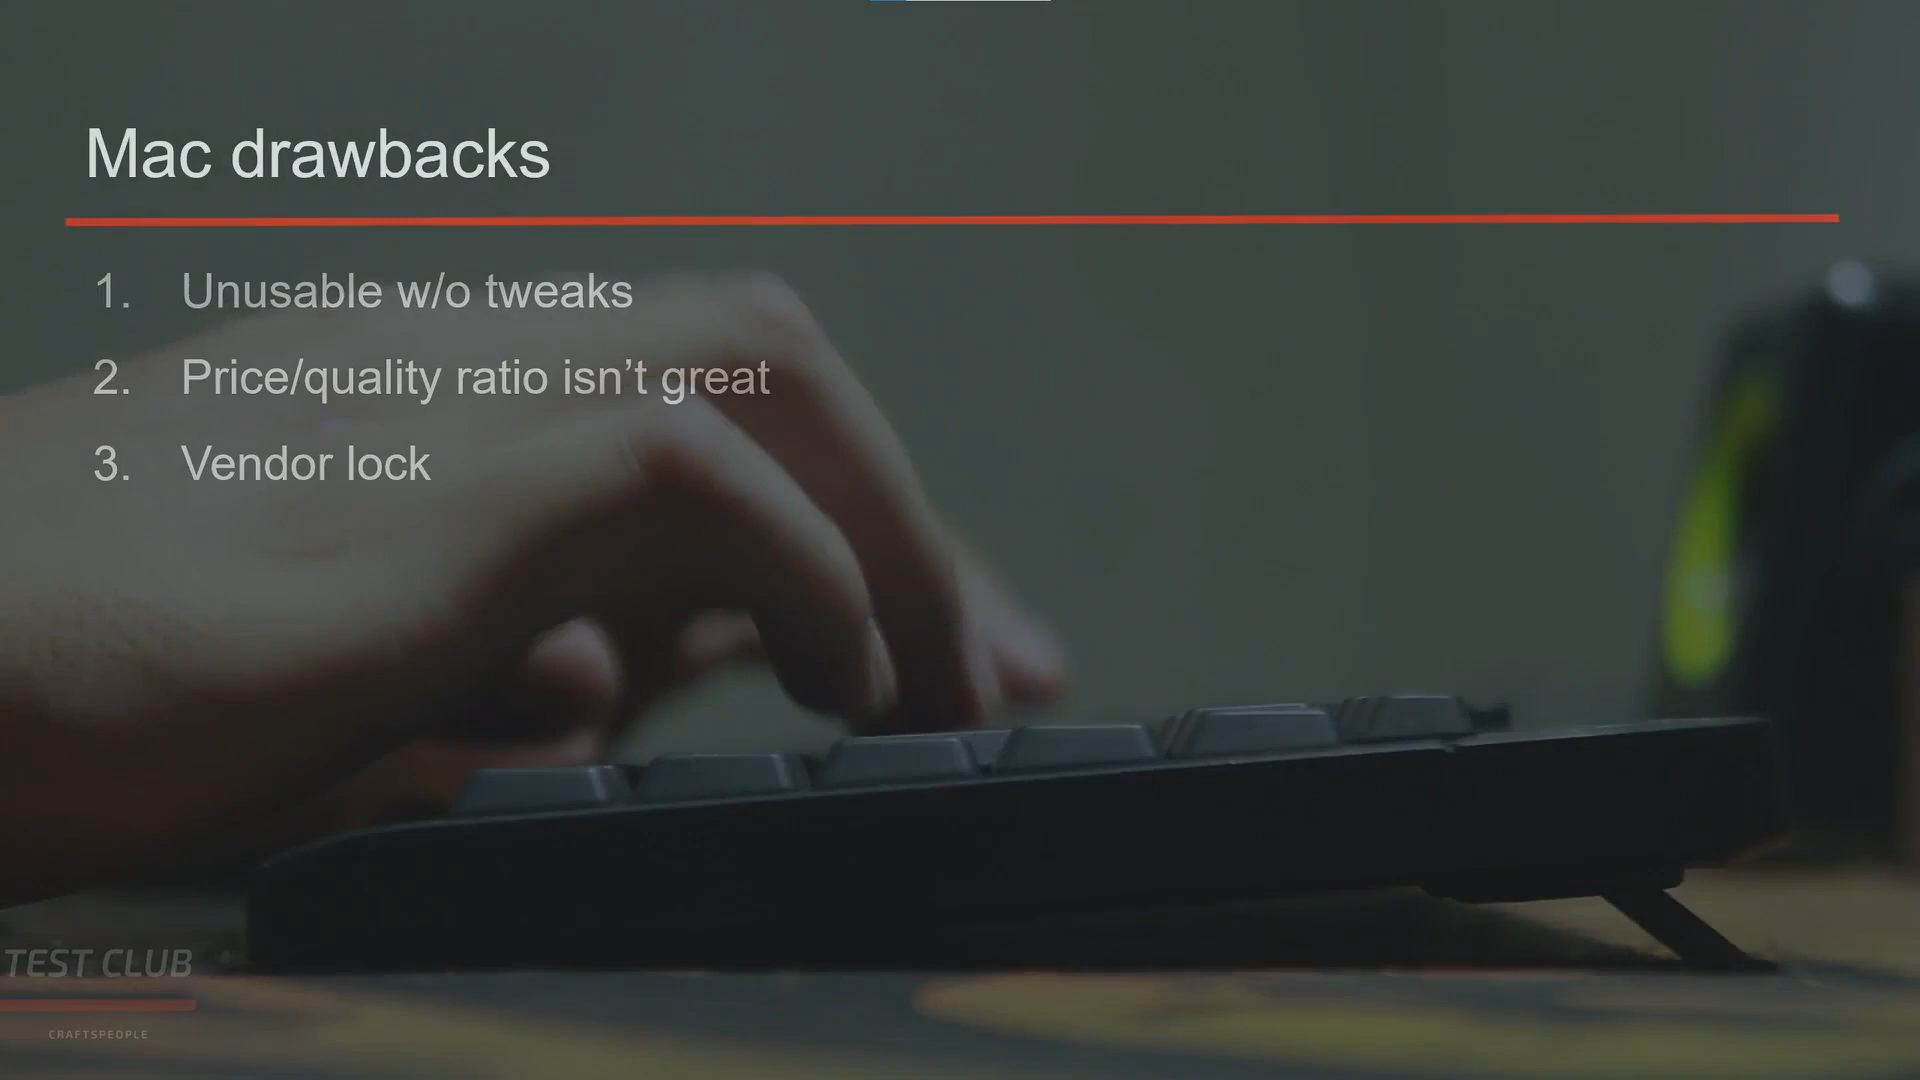 Mac drawbacks
1. Unusable w/o tweaks
2. Price/quality ratio isn’t great
3. Vendor lock
TEST CLUB
CRAFTSPEOPLE